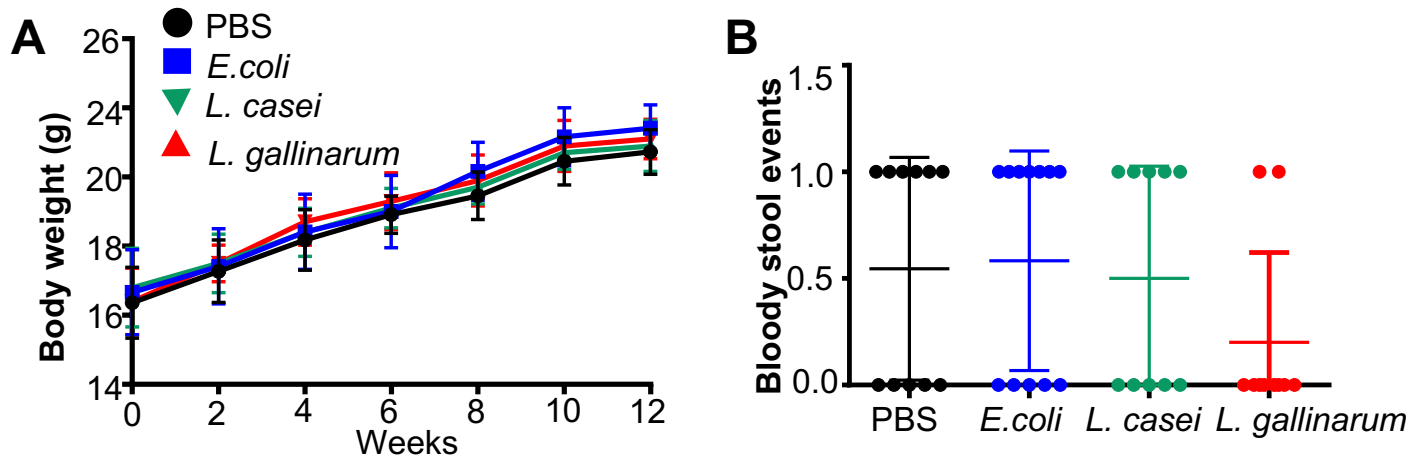 A
PBS
E.coli
L. casei
L. gallinarum
Body weight (g)
26
24
20
18
16
14
0 2 4 6 8 10 12
Weeks
B
Bloody stool events
1.5
1.0
0.5
0.0
PBS E.coli L. casei L. gallinarum